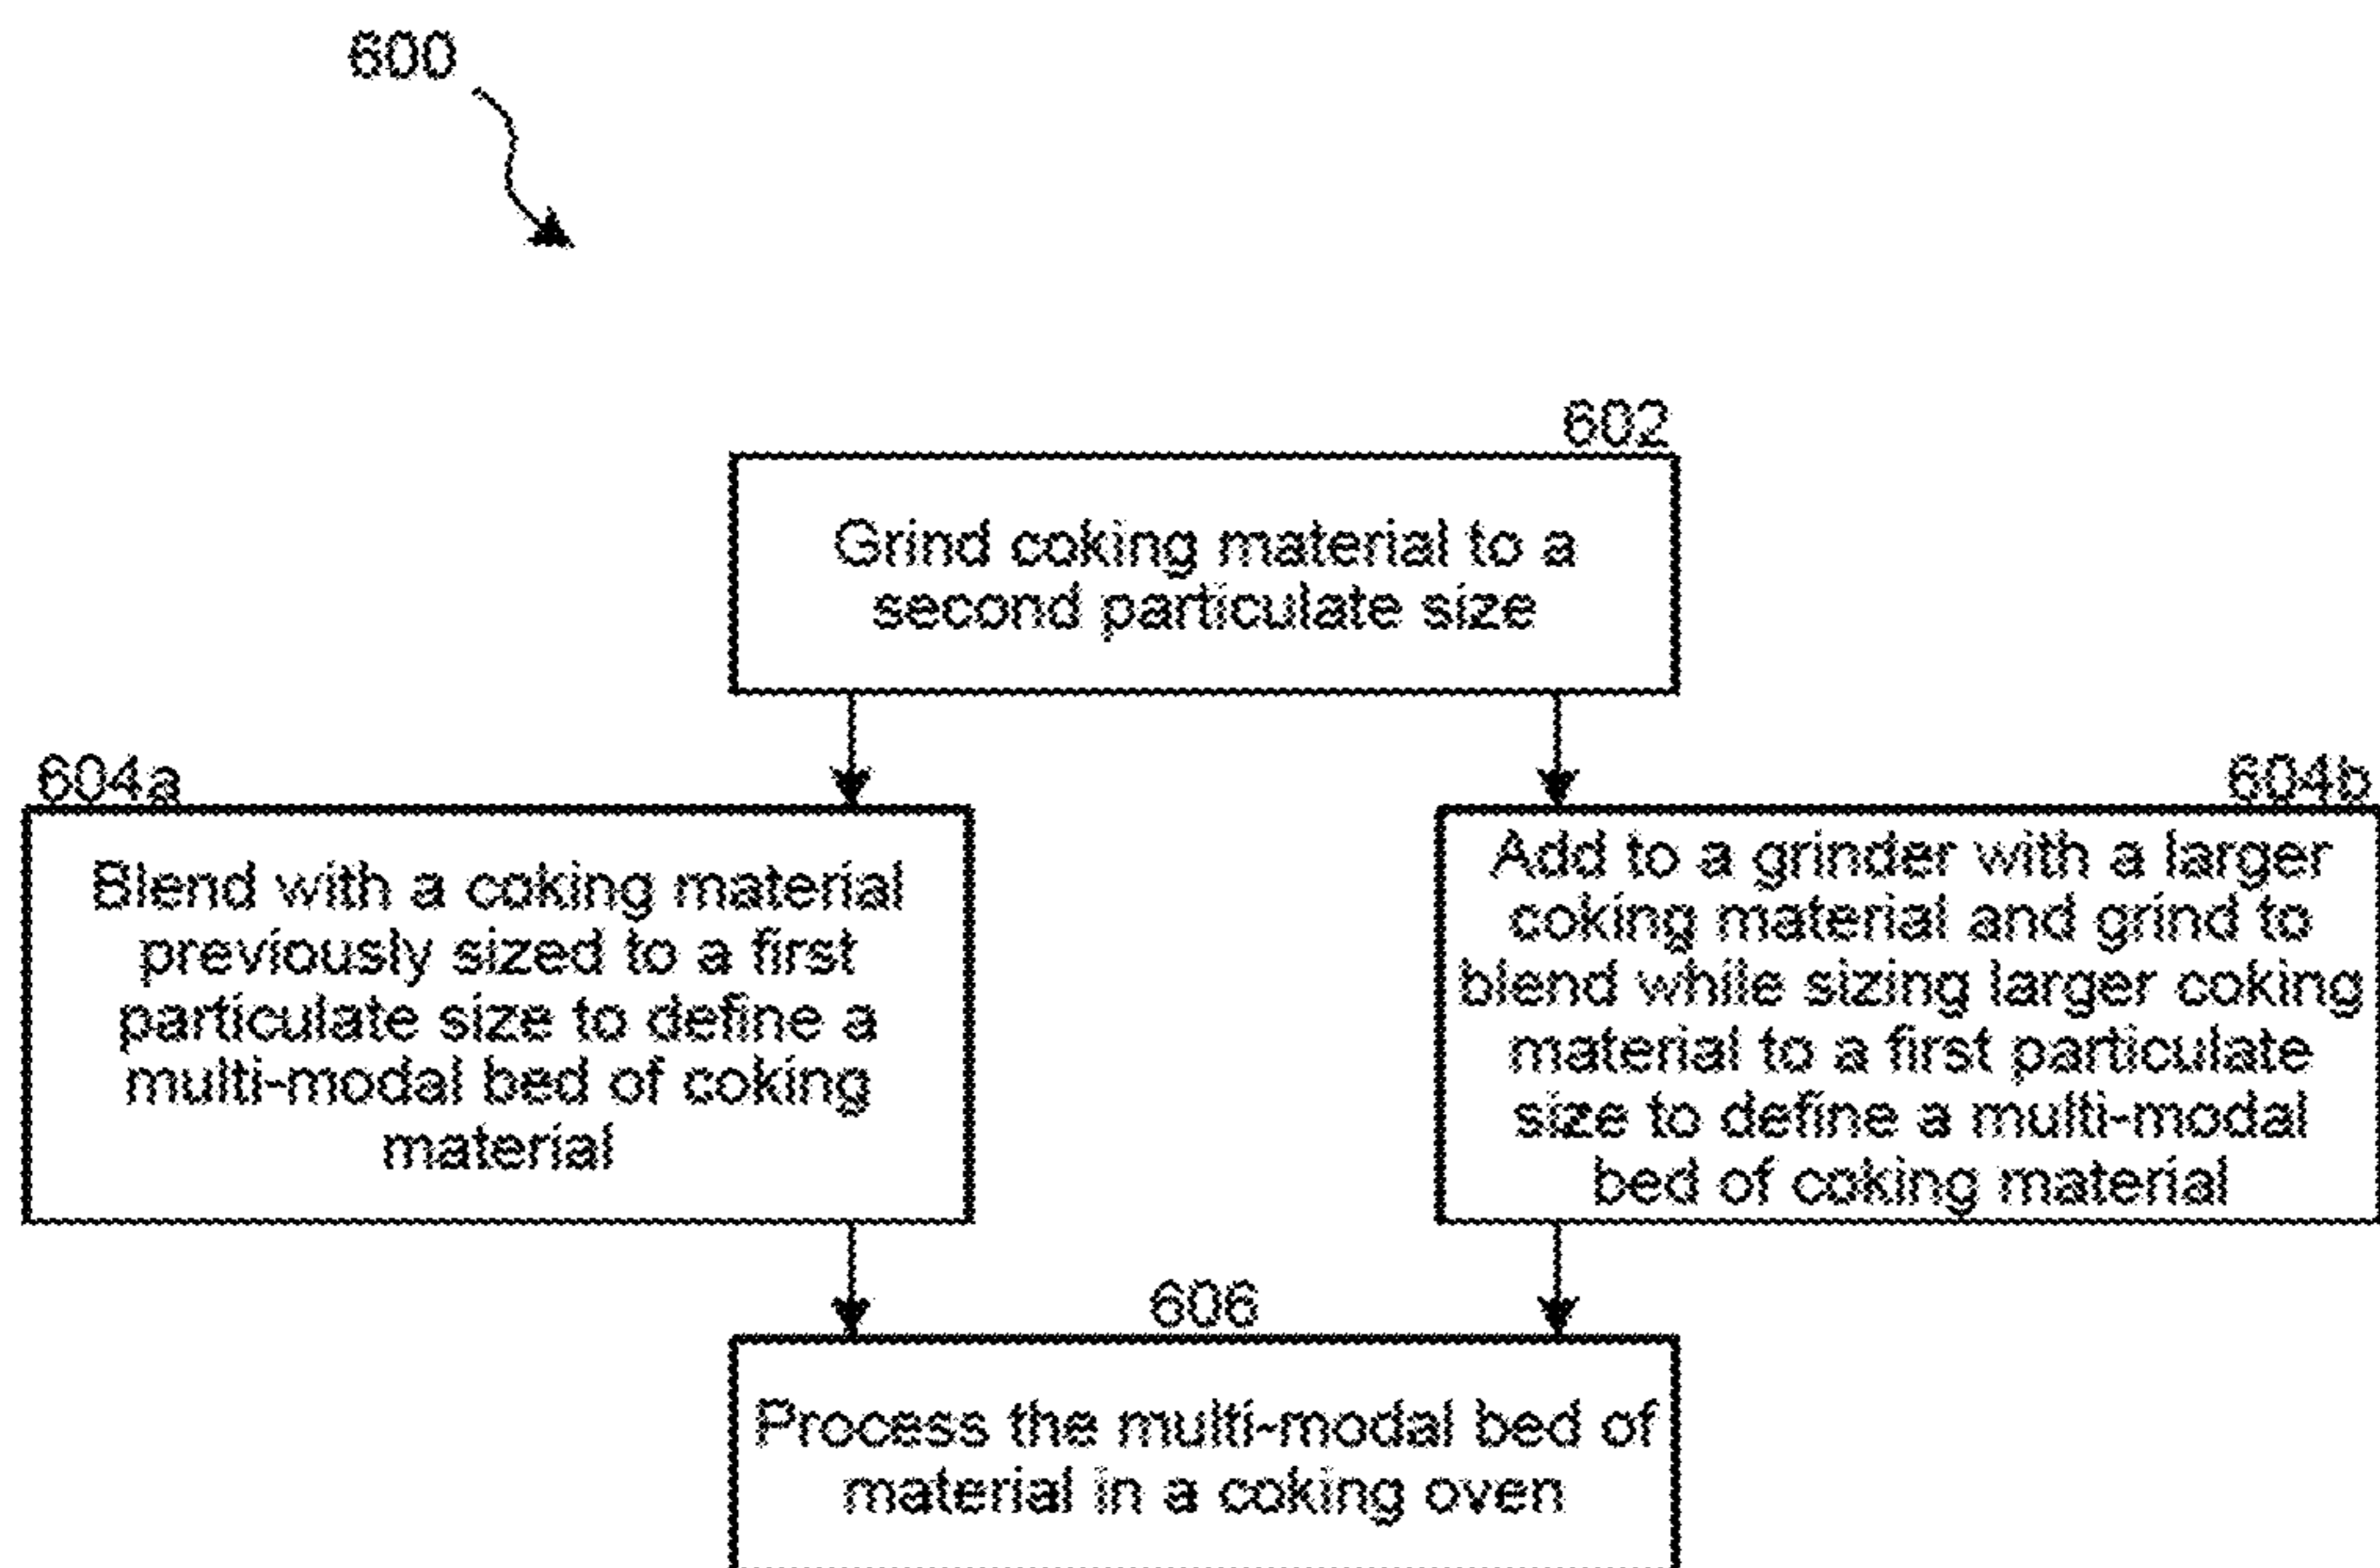 600
602
Grind coking material to a
second particulate size
604a
Blend with a coking material
previously sized to a first
particulate size to define a
multi-modal bed of coking
material
604b
Add to a grinder with a larger
coking material and grind to
blend while sizing larger coking
material to a first particulate
size to define a multi-modal
bed of coking material
606
Process the multi-modal bed of
material in a coking oven